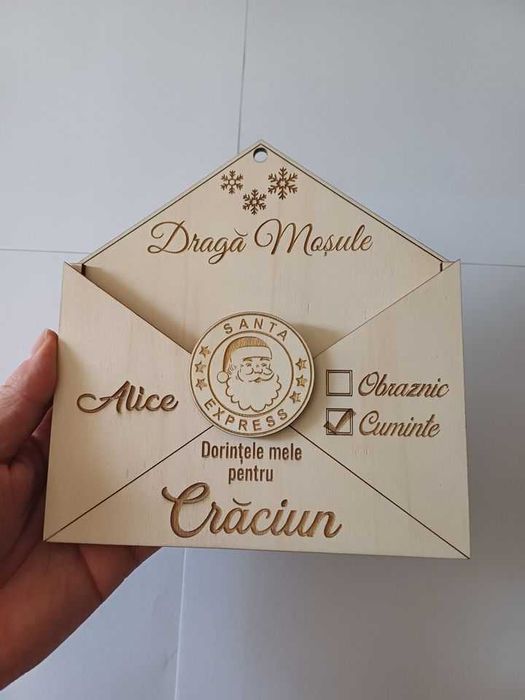 Dragă Moșule
SANTA
EXPRESS
Alice
Obraznic
Cuminte
Dorințele mele
pentru
Crăciun